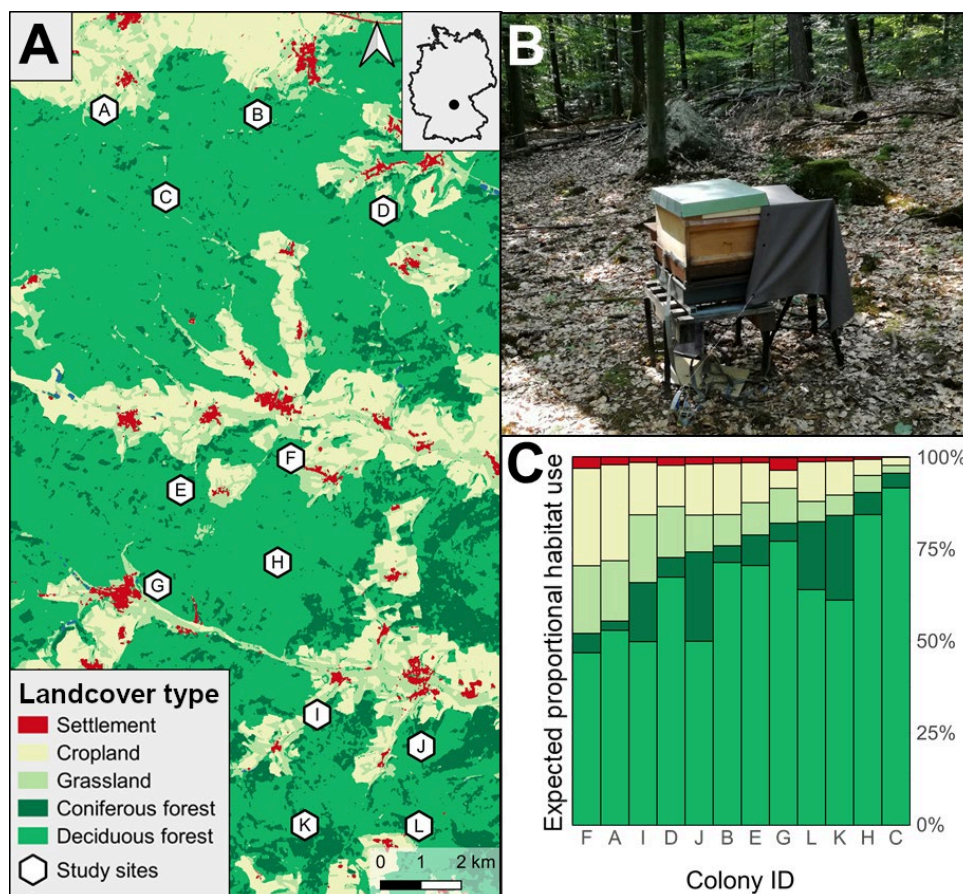 A
A
B
C
D
E
F
G
H
I
J
K
L
Landcover type
Settlement
Cropland
Grassland
Coniferous forest
Deciduous forest
Study sites
0 1 2 km
B
C
Expected proportional habitat use
100%
75%
50%
25%
0%
F A I D J B E G L K H C
Colony ID